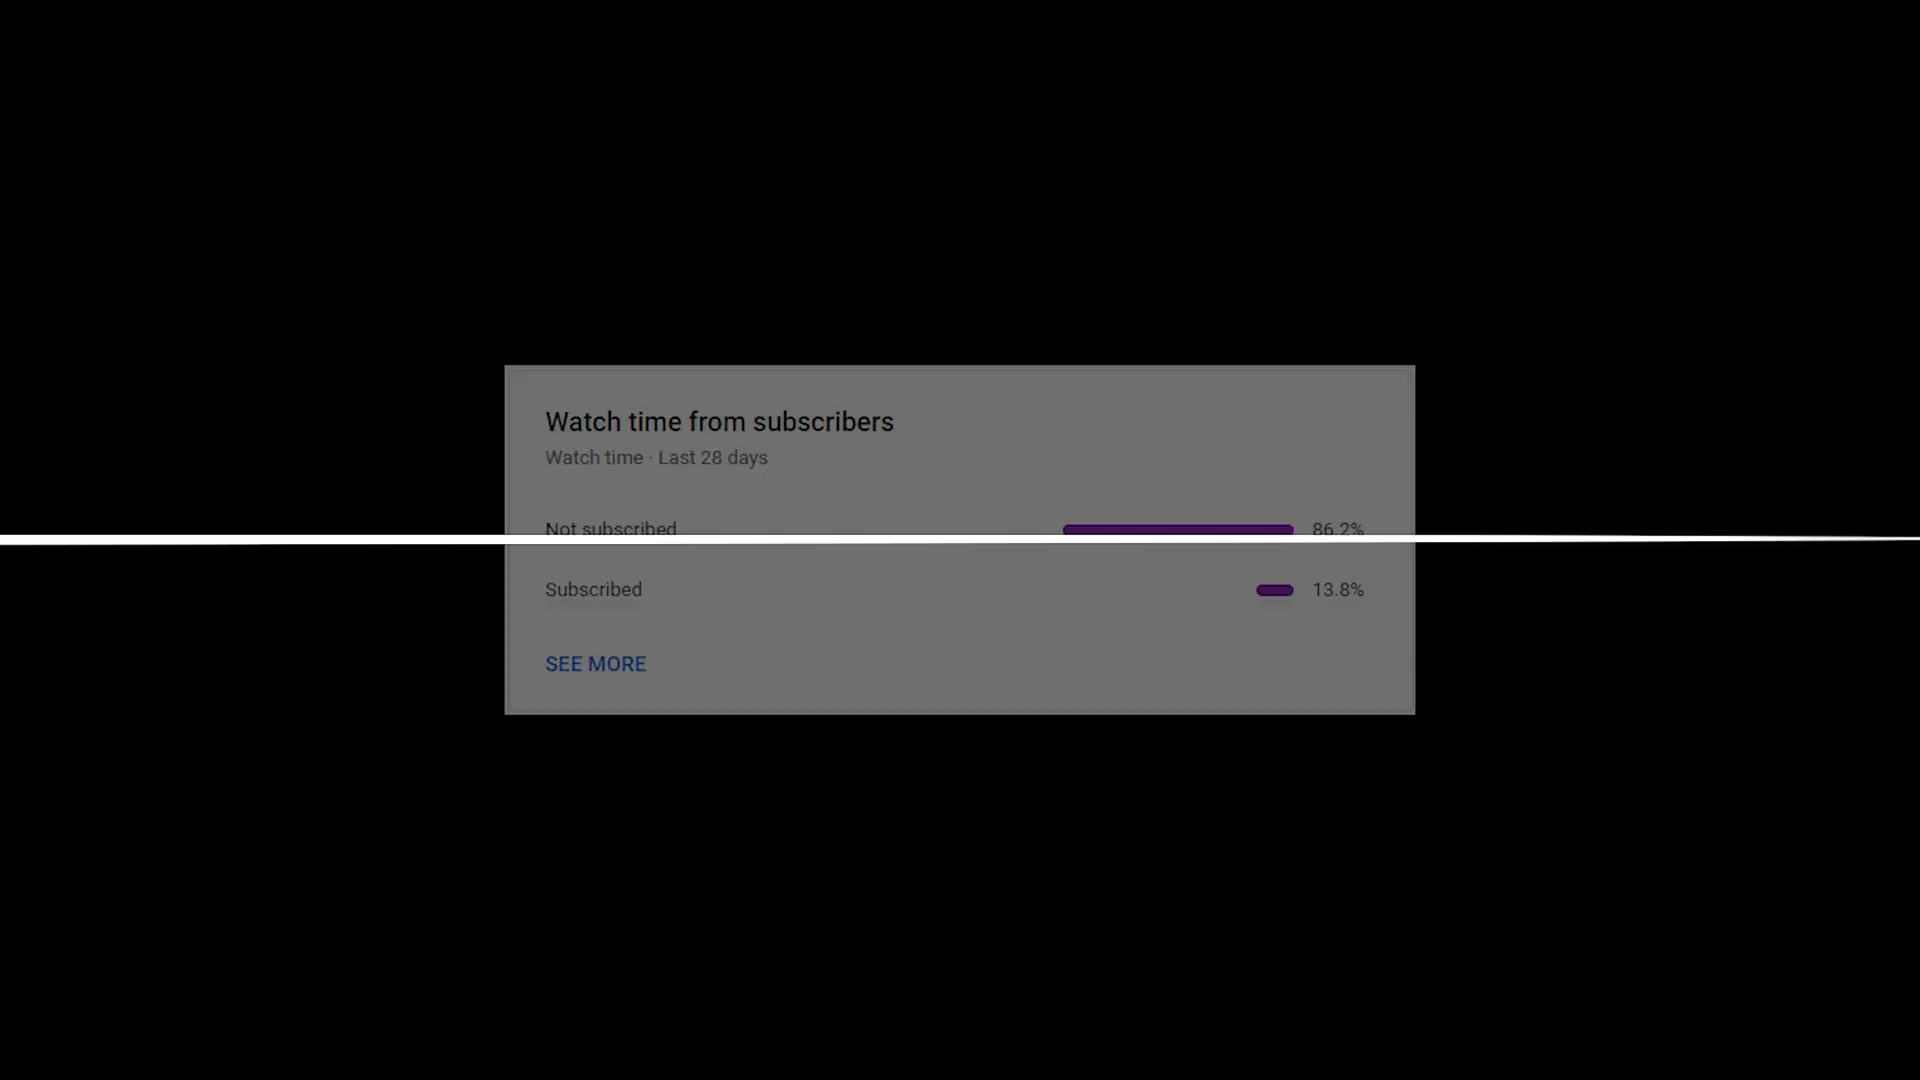 Watch time from subscribers
Watch time · Last 28 days
Not subscribed 86.2%
Subscribed 13.8%
SEE MORE